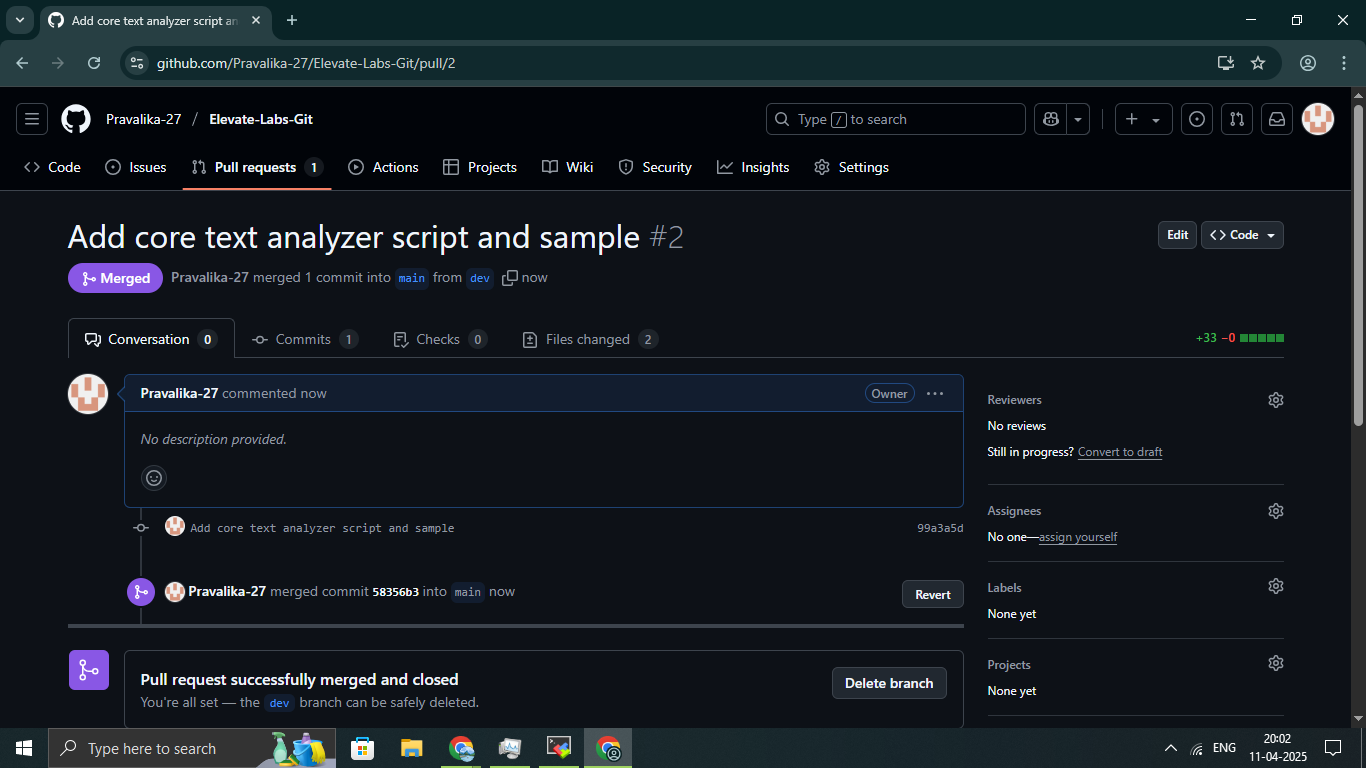 Add core text analyzer script an
github.com/Pravalika-27/Elevate-Labs-Git/pull/2
Pravalika-27 / Elevate-Labs-Git
Type / to search
Code
Issues
Pull requests 1
Actions
Projects
Wiki
Security
Insights
Settings
Add core text analyzer script and sample #2
Edit
Code
Merged
Pravalika-27 merged 1 commit into main from dev now
Conversation 0
Commits 1
Checks 0
Files changed 2
+33 −0
Pravalika-27 commented now
Owner
No description provided.
Add core text analyzer script and sample
99a3a5d
Pravalika-27 merged commit 58356b3 into main now
Revert
Pull request successfully merged and closed
You're all set — the dev branch can be safely deleted.
Delete branch
Reviewers
No reviews
Still in progress? Convert to draft
Assignees
No one—assign yourself
Labels
None yet
Projects
None yet
Type here to search
ENG
20:02
11-04-2025